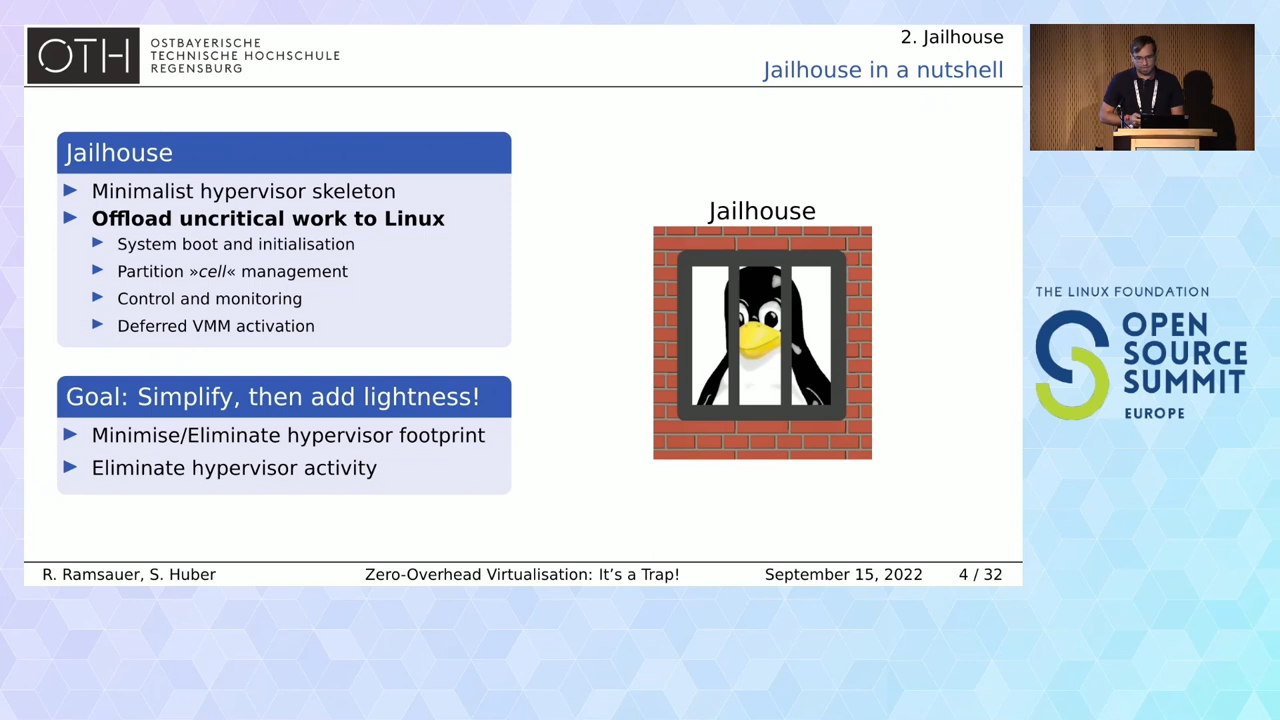 OTH
OSTBAYERISCHE
TECHNISCHE HOCHSCHULE
REGENSBURG
2. Jailhouse
Jailhouse in a nutshell
Jailhouse
Minimalist hypervisor skeleton
Offload uncritical work to Linux
System boot and initialisation
Partition »cell« management
Control and monitoring
Deferred VMM activation
Goal: Simplify, then add lightness!
Minimise/Eliminate hypervisor footprint
Eliminate hypervisor activity
Jailhouse
R. Ramsauer, S. Huber
Zero-Overhead Virtualisation: It’s a Trap!
September 15, 2022
4 / 32
THE LINUX FOUNDATION
OPEN
SOURCE
SUMMIT
EUROPE